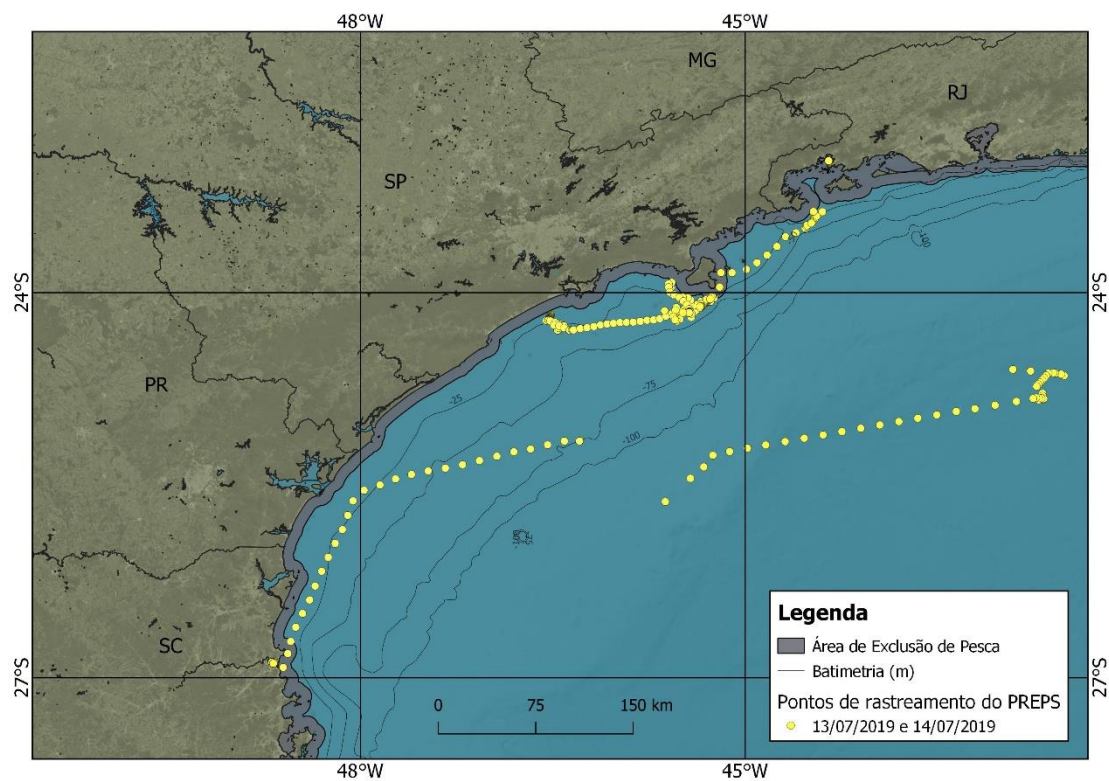 48°W 45°W
MG
RJ
SP
24°S 24°S
PR
-25
-75
-100
SC
27°S 27°S
0 75 150 km
Legenda
Área de Exclusão de Pesca
Batimetria (m)
Pontos de rastreamento do PREPS
13/07/2019 e 14/07/2019
48°W 45°W